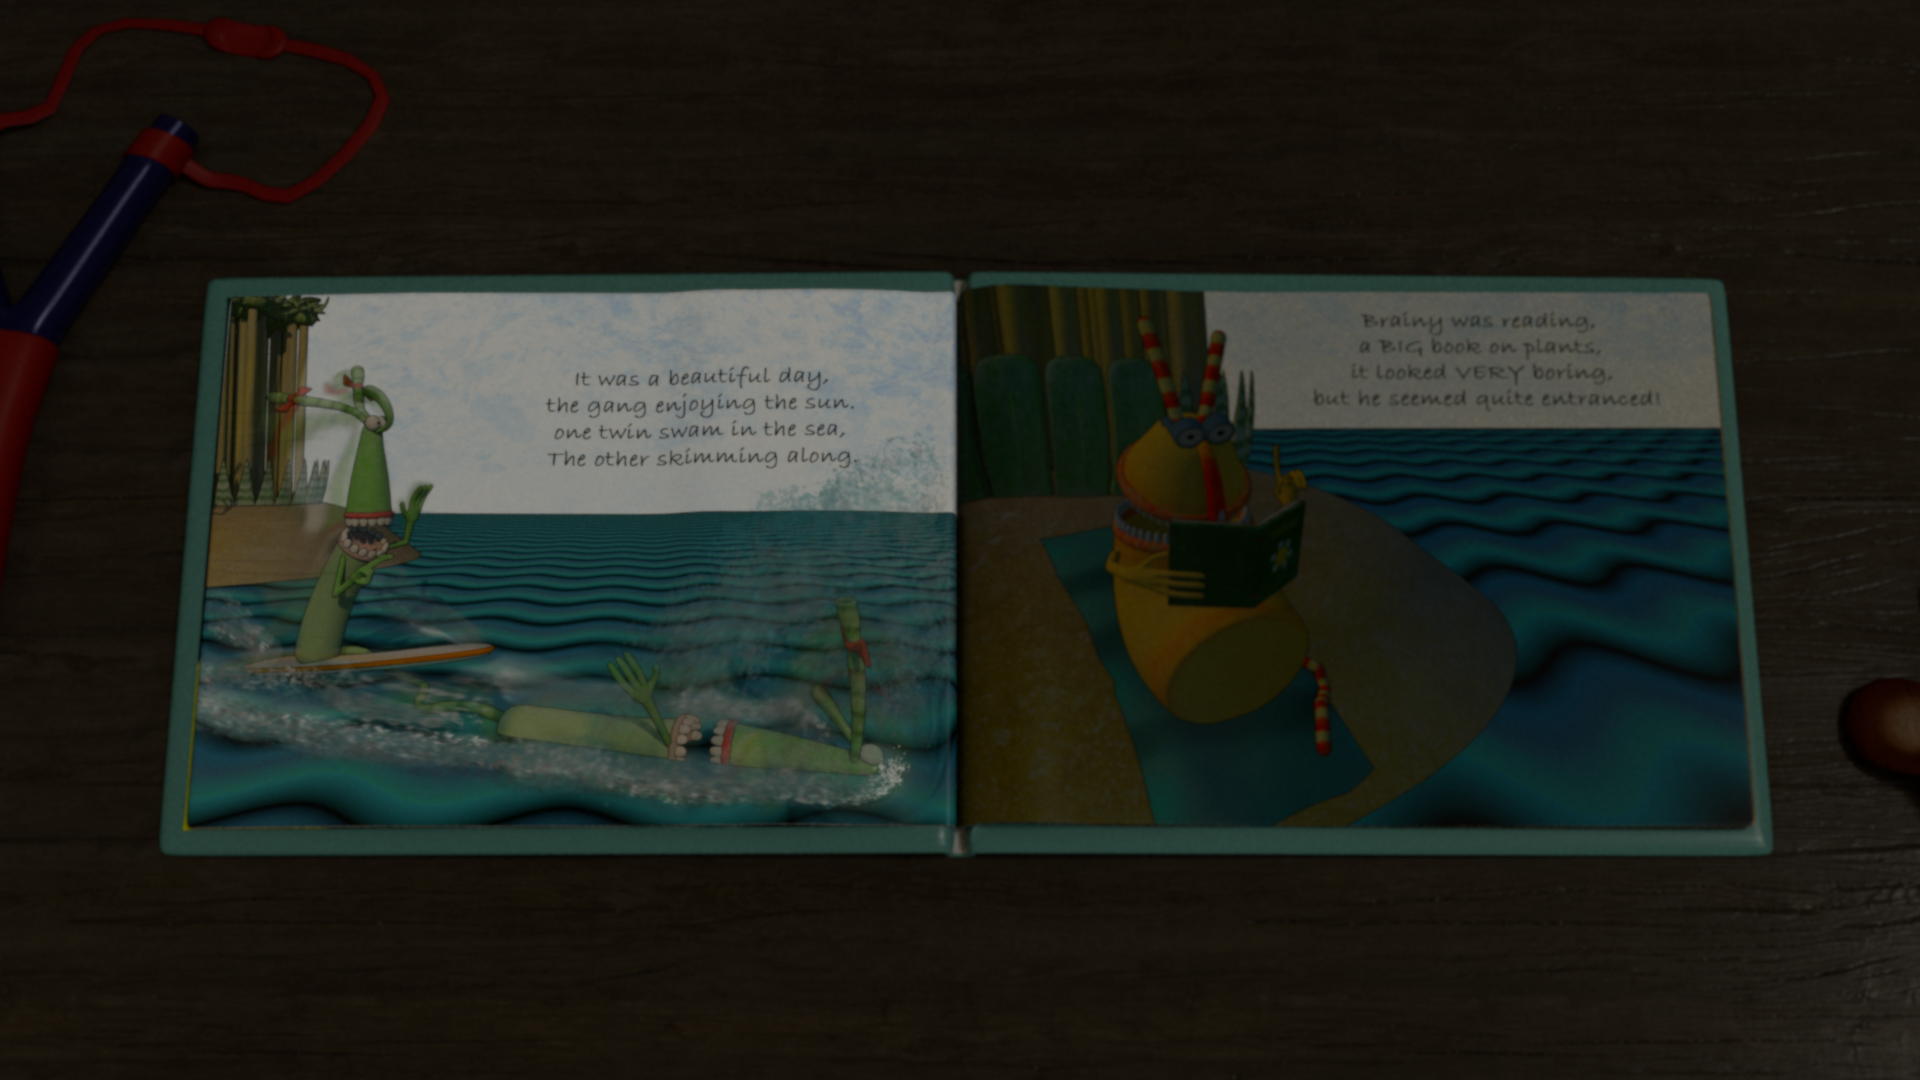 It was a beautiful day,
the gang enjoying the sun.
one twin swam in the sea,
The other skimming along.
Brainy was reading,
a BIG book on plants,
it looked VERY boring,
but he seemed quite entranced!